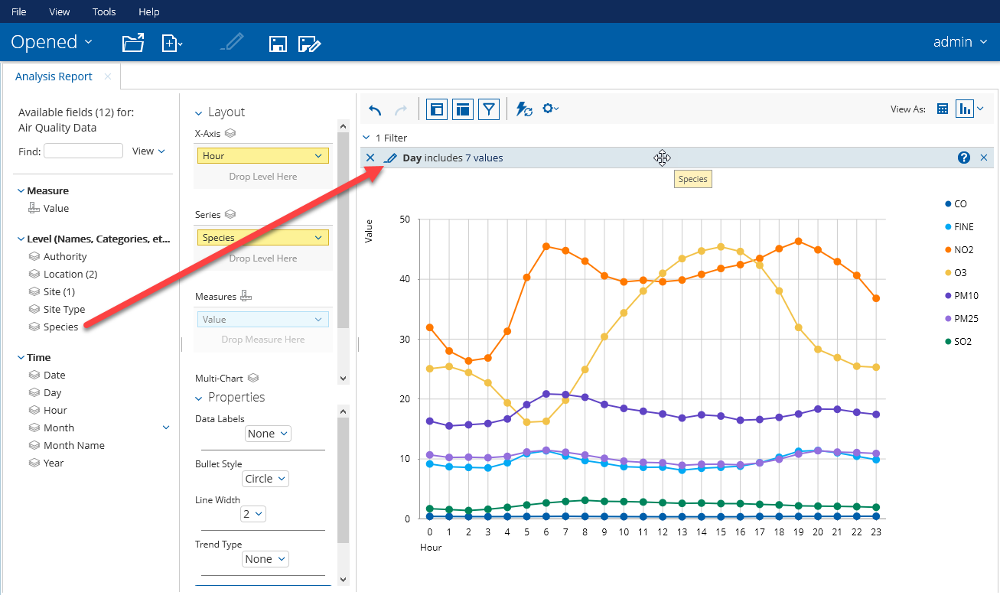 File View Tools Help
Opened
admin
Analysis Report
Available fields (12) for:
Air Quality Data
Find:
View
Measure
Value
Level (Names, Categories, et...
Authority
Location (2)
Site (1)
Site Type
Species
Time
Date
Day
Hour
Month
Month Name
Year
Layout
X-Axis
Hour
Drop Level Here
Series
Species
Drop Level Here
Measures
Value
Drop Measure Here
Multi-Chart
Properties
Data Labels
None
Bullet Style
Circle
Line Width
2
Trend Type
None
View As:
1 Filter
Day includes 7 values
?
Species
Value
50
40
30
20
10
0
0 1 2 3 4 5 6 7 8 9 10 11 12 13 14 15 16 17 18 19 20 21 22 23
Hour
CO
FINE
NO2
O3
PM10
PM25
SO2